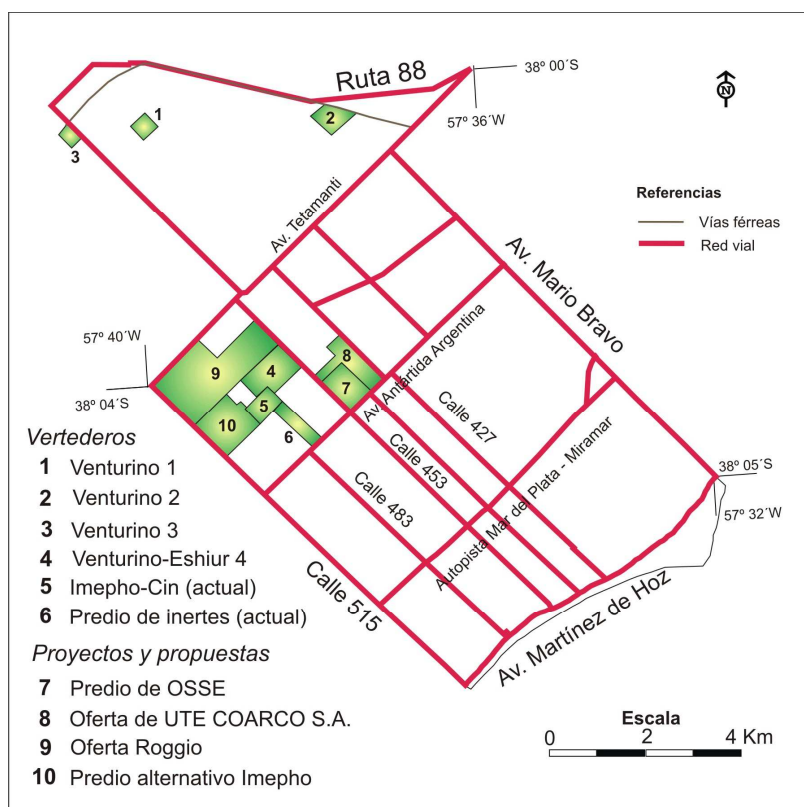 Ruta 88
38º 00´S
57º 36´W
N
1
2
3
Referencias
Vías férreas
Red vial
Av. Tetamanti
Av. Mario Bravo
57º 40´W
38º 04´S
Av. Antártida Argentina
8
9
4
7
5
10
6
Calle 427
Calle 453
Calle 483
Autopista Mar del Plata - Miramar
38º 05´S
57º 32´W
Calle 515
Av. Martínez de Hoz
Vertederos
1 Venturino 1
2 Venturino 2
3 Venturino 3
4 Venturino-Eshiur 4
5 Imepho-Cin (actual)
6 Predio de inertes (actual)
Proyectos y propuestas
7 Predio de OSSE
8 Oferta de UTE COARCO S.A.
9 Oferta Roggio
10 Predio alternativo Imepho
Escala
0 2 4 Km